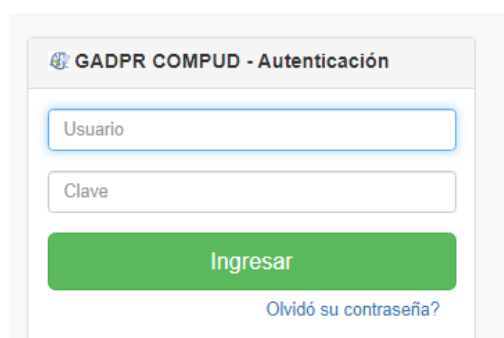 GADPR COMPUD - Autenticación
Usuario
Clave
Ingresar
Olvidó su contraseña?